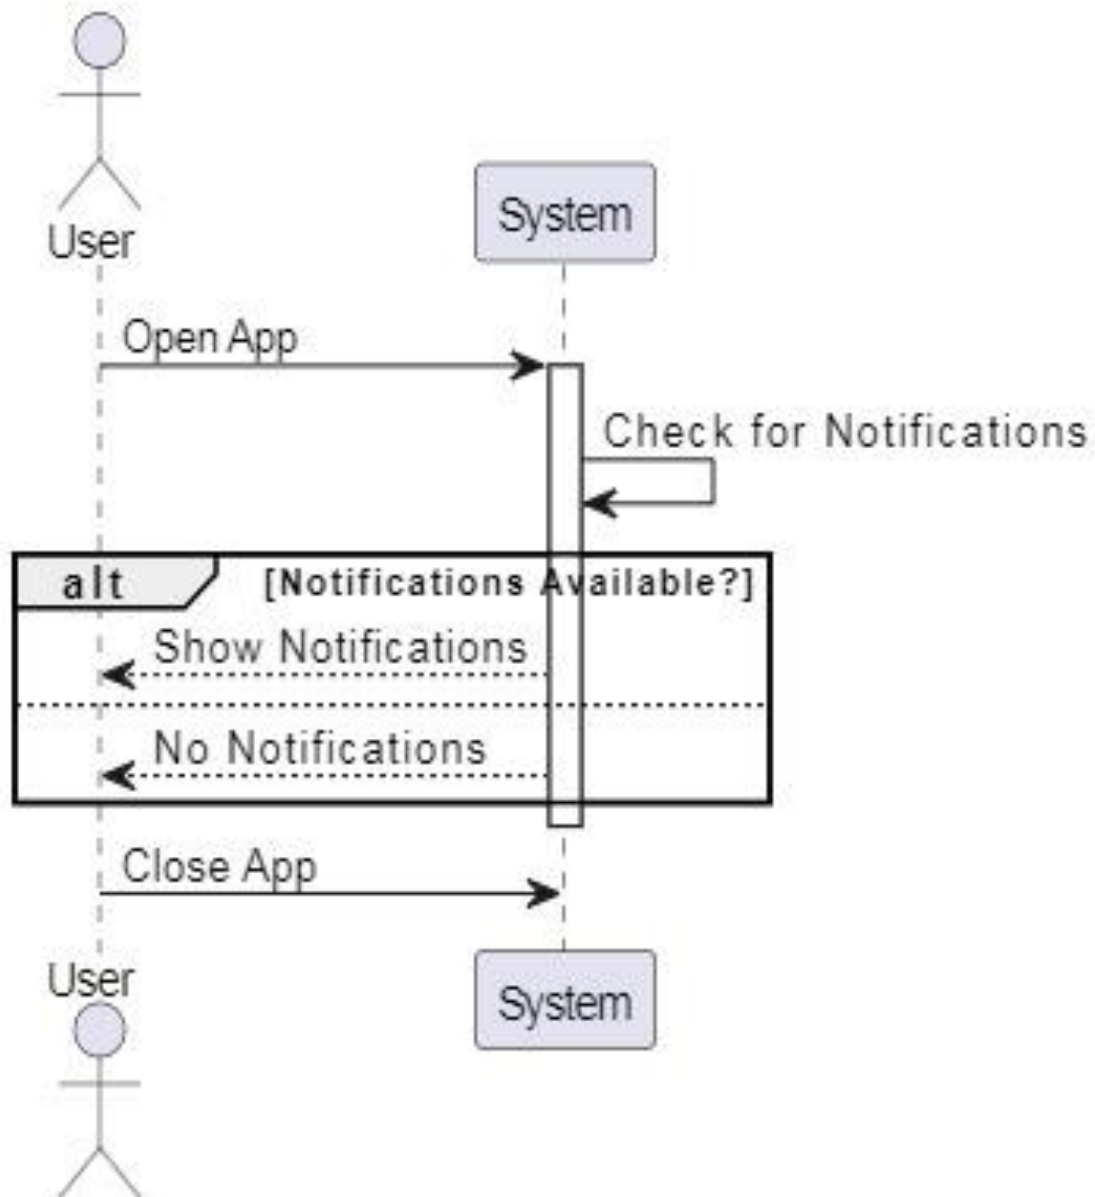 User
System
Open App
Check for Notifications
alt
[Notifications Available?]
Show Notifications
No Notifications
Close App
User
System